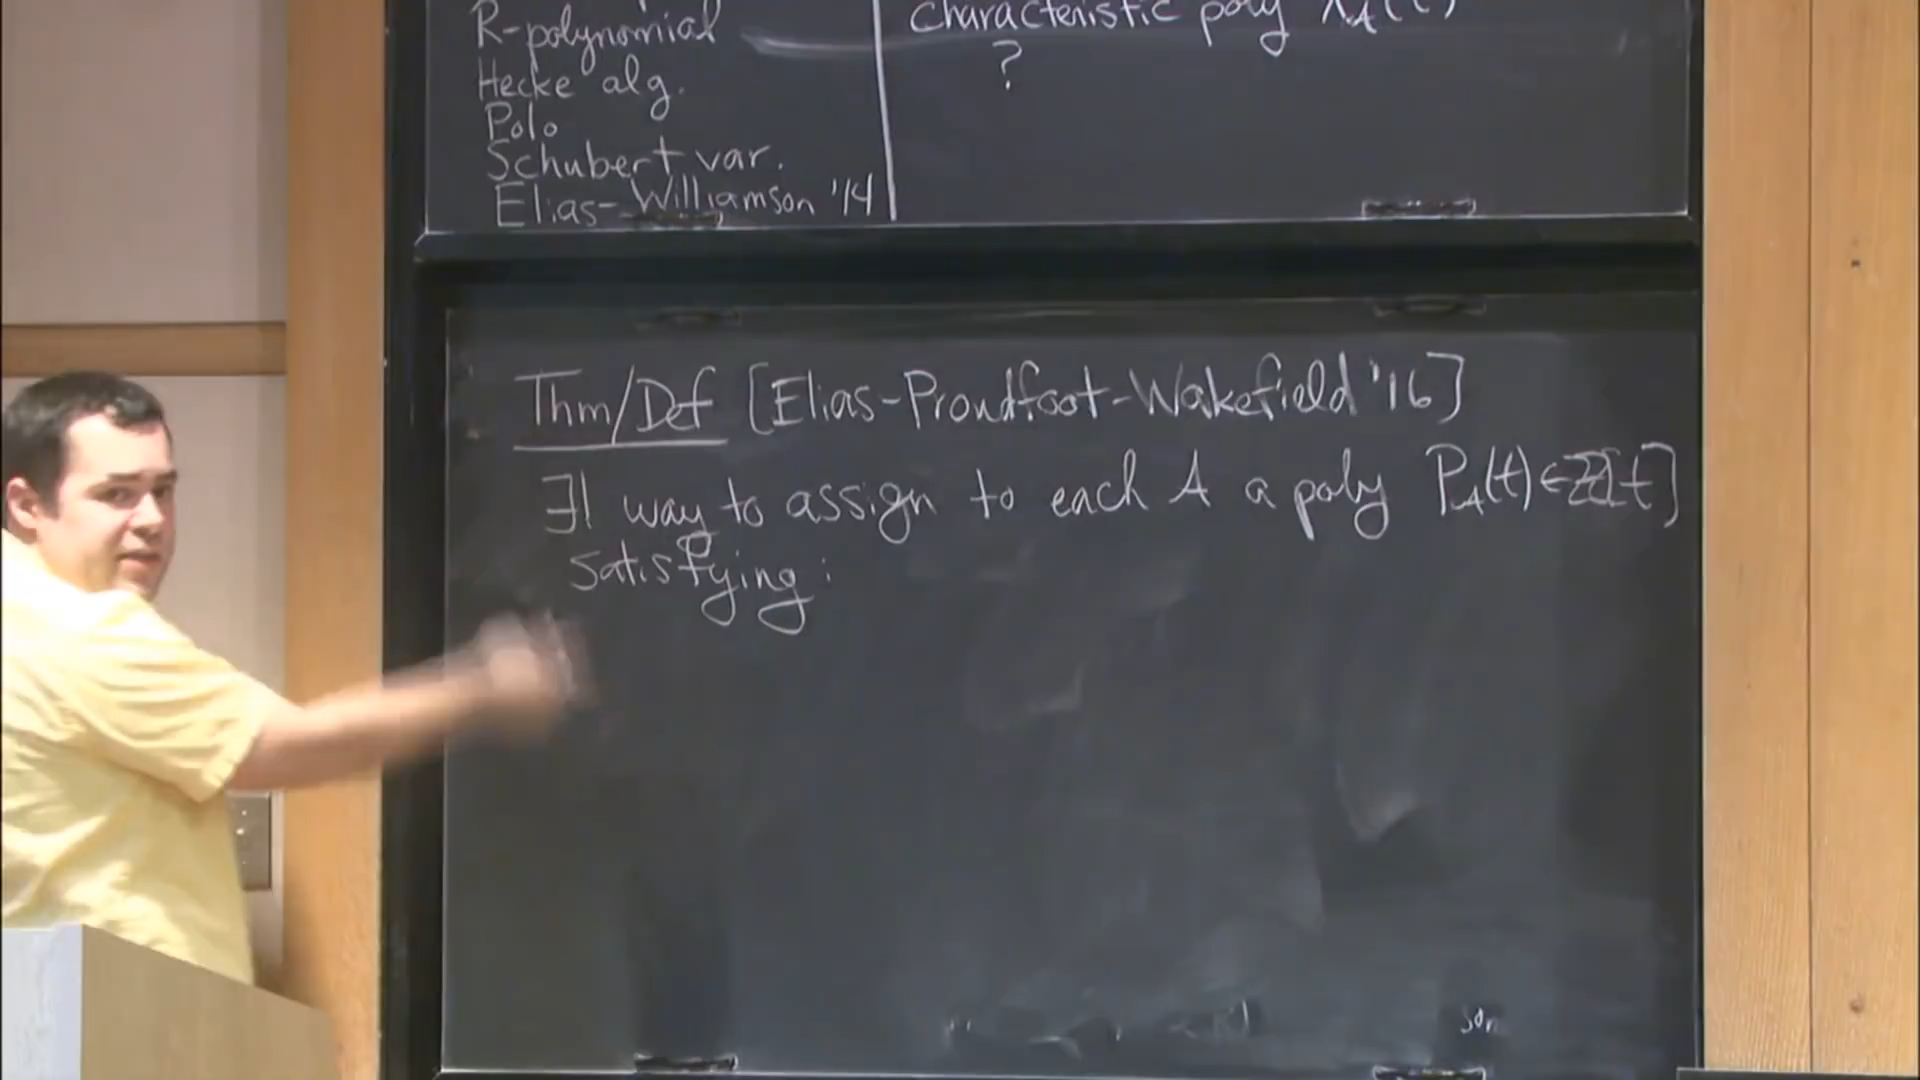 R-polynomial
Hecke alg.
Polo
Schubert var.
Elias-Williamson '14
Characteristic poly χ_A(t)
?
Thm/Def [Elias-Proudfoot-Wakefield '16]
∃! way to assign to each A a poly P_A(t) ∈ ℤ[t]
satisfying: